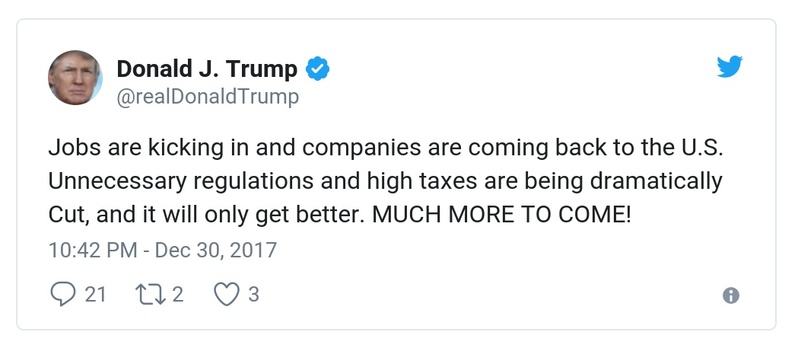 Donald J. Trump
@realDonaldTrump
Jobs are kicking in and companies are coming back to the U.S.
Unnecessary regulations and high taxes are being dramatically
Cut, and it will only get better. MUCH MORE TO COME!
10:42 PM - Dec 30, 2017
21 2 3